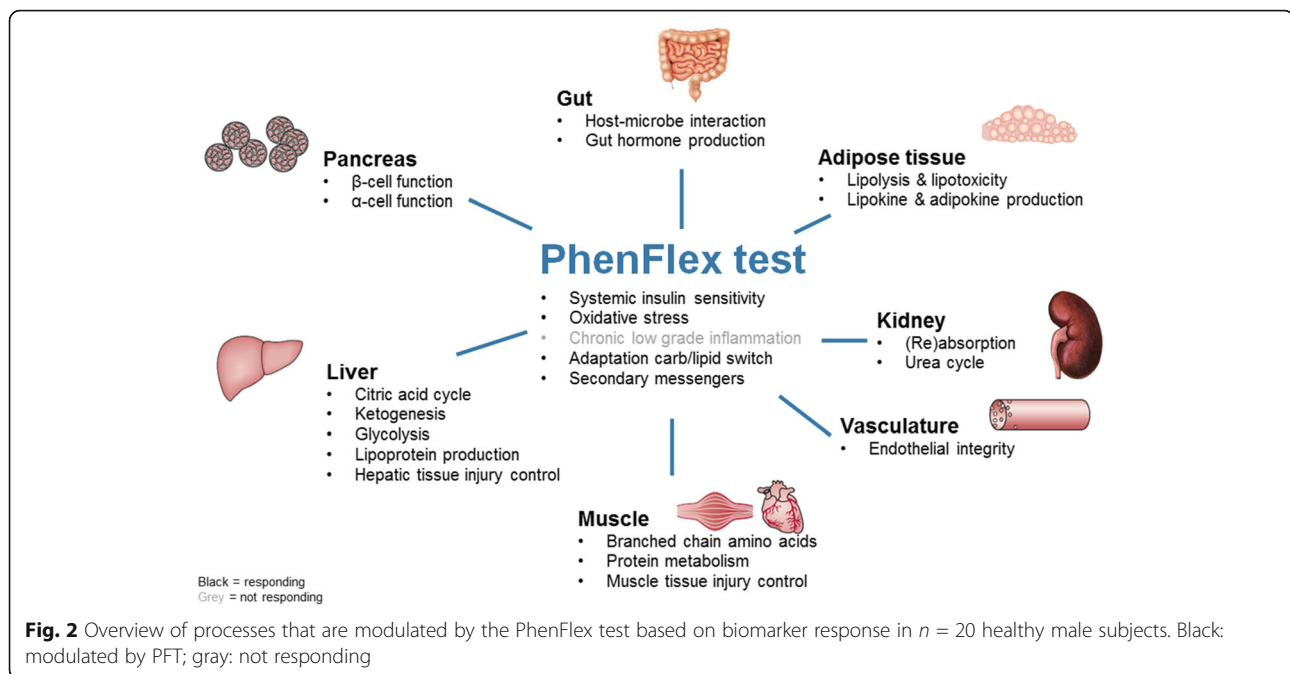 Gut
• Host-microbe interaction
• Gut hormone production
Pancreas
• β-cell function
• α-cell function
Adipose tissue
• Lipolysis & lipotoxicity
• Lipokine & adipokine production
PhenFlex test
• Systemic insulin sensitivity
• Oxidative stress
• Chronic low grade inflammation
• Adaptation carb/lipid switch
• Secondary messengers
Kidney
• (Re)absorption
• Urea cycle
Liver
• Citric acid cycle
• Ketogenesis
• Glycolysis
• Lipoprotein production
• Hepatic tissue injury control
Vasculature
• Endothelial integrity
Muscle
• Branched chain amino acids
• Protein metabolism
• Muscle tissue injury control
Black = responding
Grey = not responding
Fig. 2 Overview of processes that are modulated by the PhenFlex test based on biomarker response in n = 20 healthy male subjects. Black:
modulated by PFT; gray: not responding